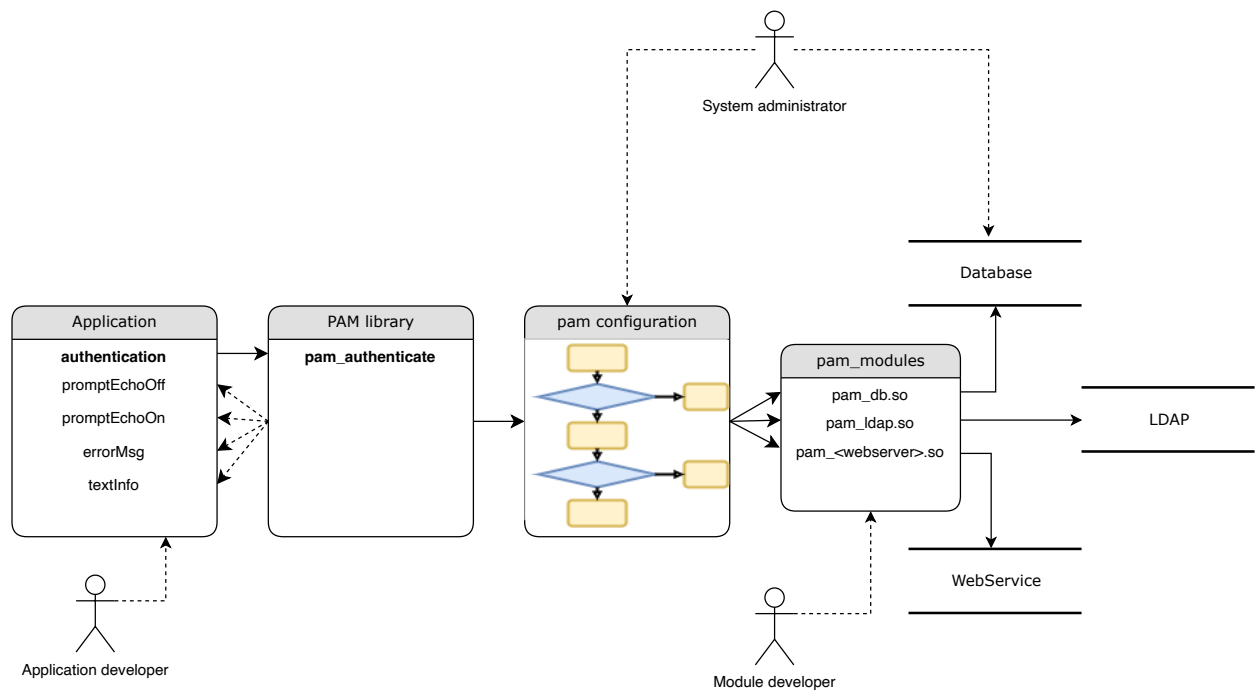 System administrator
Database
Application
authentication
promptEchoOff
promptEchoOn
errorMsg
textInfo
PAM library
pam_authenticate
pam configuration
pam_modules
pam_db.so
pam_ldap.so
pam_<webserver>.so
LDAP
WebService
Application developer
Module developer